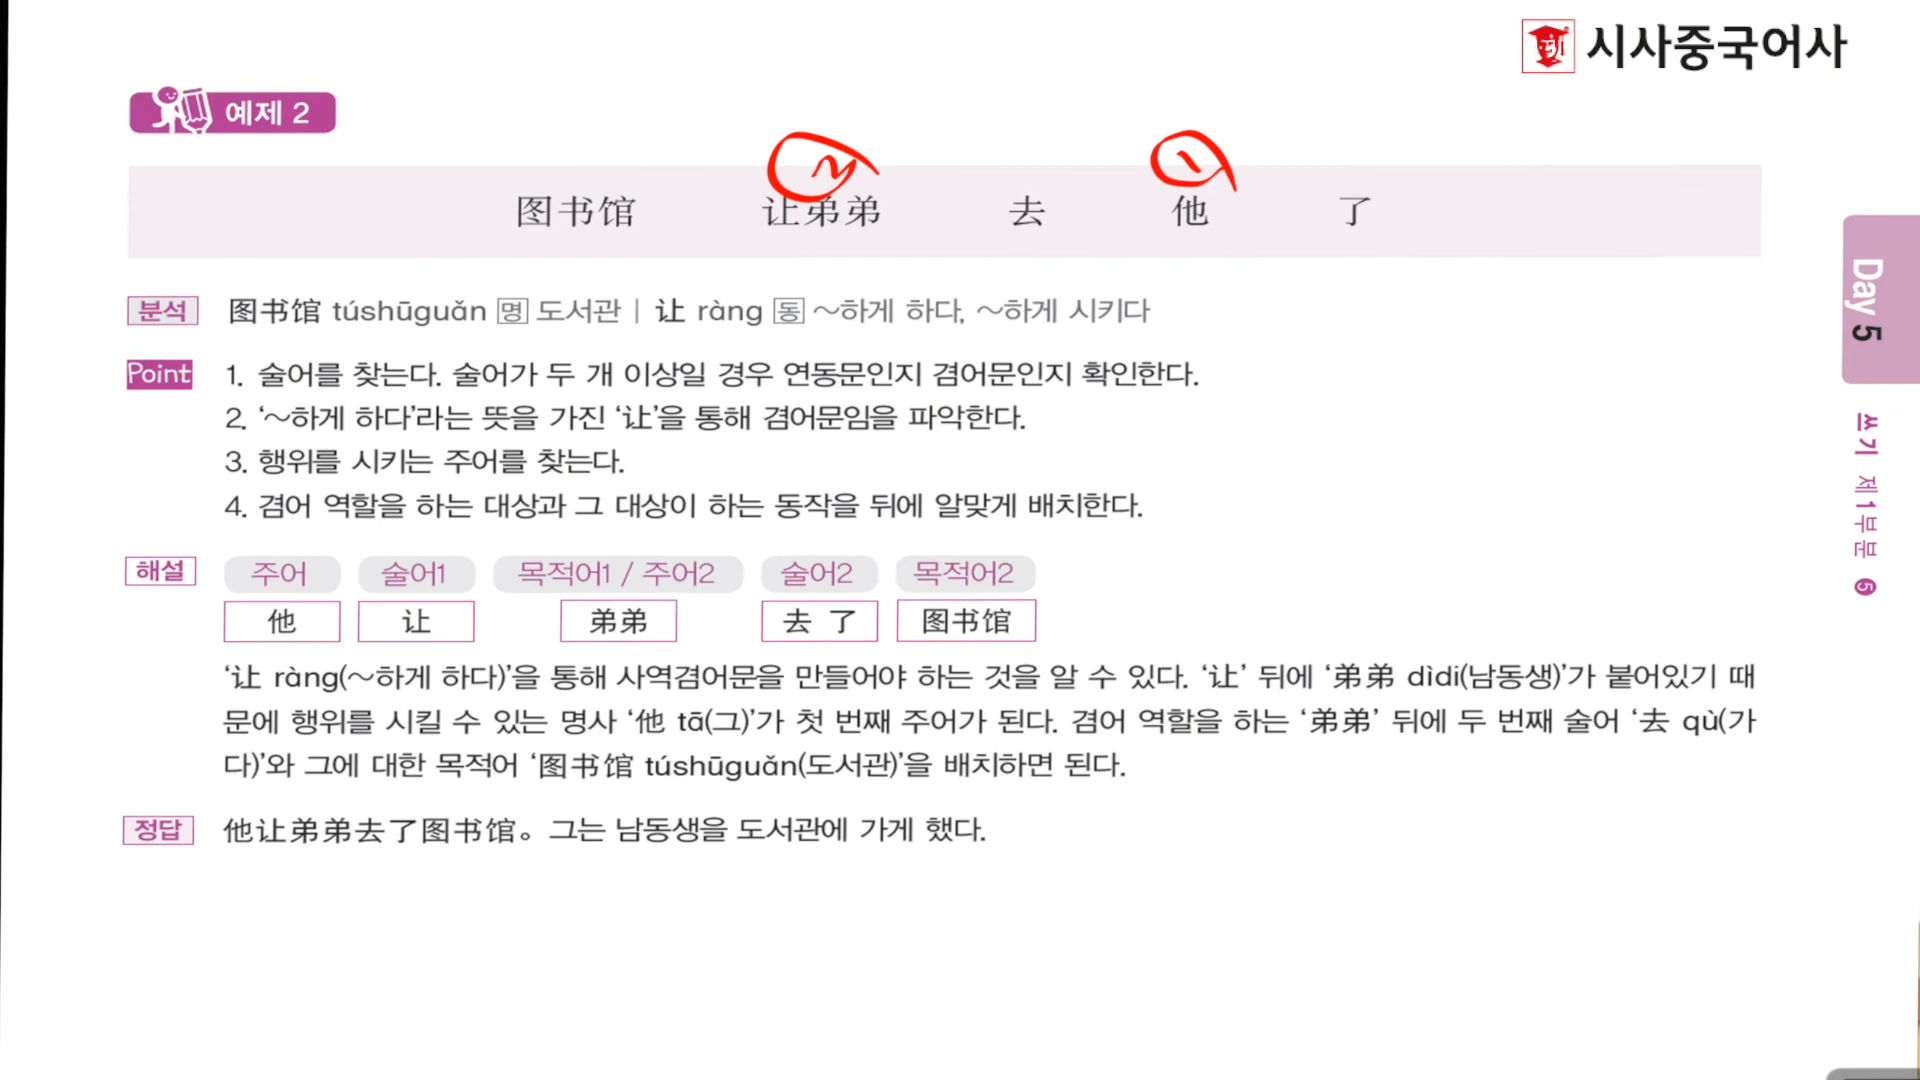 시사중국어사
예제 2
2
1
图书馆 让弟弟 去 他 了
분석 图书馆 túshūguǎn 명 도서관 | 让 ràng 동 ~하게 하다, ~하게 시키다
Point 1. 술어를 찾는다. 술어가 두 개 이상일 경우 연동문인지 겸어문인지 확인한다.
2. ‘~하게 하다’라는 뜻을 가진 ‘让’을 통해 겸어문임을 파악한다.
3. 행위를 시키는 주어를 찾는다.
4. 겸어 역할을 하는 대상과 그 대상이 하는 동작을 뒤에 알맞게 배치한다.
해설 주어 술어1 목적어1 / 주어2 술어2 목적어2
他 让 弟弟 去 了 图书馆
‘让 ràng(~하게 하다)’을 통해 사역겸어문을 만들어야 하는 것을 알 수 있다. ‘让’ 뒤에 ‘弟弟 dìdi(남동생)’가 붙어있기 때
문에 행위를 시킬 수 있는 명사 ‘他 tā(그)’가 첫 번째 주어가 된다. 겸어 역할을 하는 ‘弟弟’ 뒤에 두 번째 술어 ‘去 qù(가
다)’와 그에 대한 목적어 ‘图书馆 túshūguǎn(도서관)’을 배치하면 된다.
정답 他让弟弟去了图书馆。 그는 남동생을 도서관에 가게 했다.
Day 5
쓰기 제1부분 5